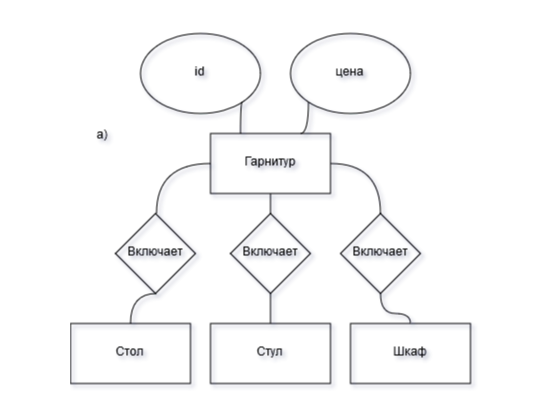 id
цена
а)
Гарнитур
Включает
Включает
Включает
Стол
Стул
Шкаф